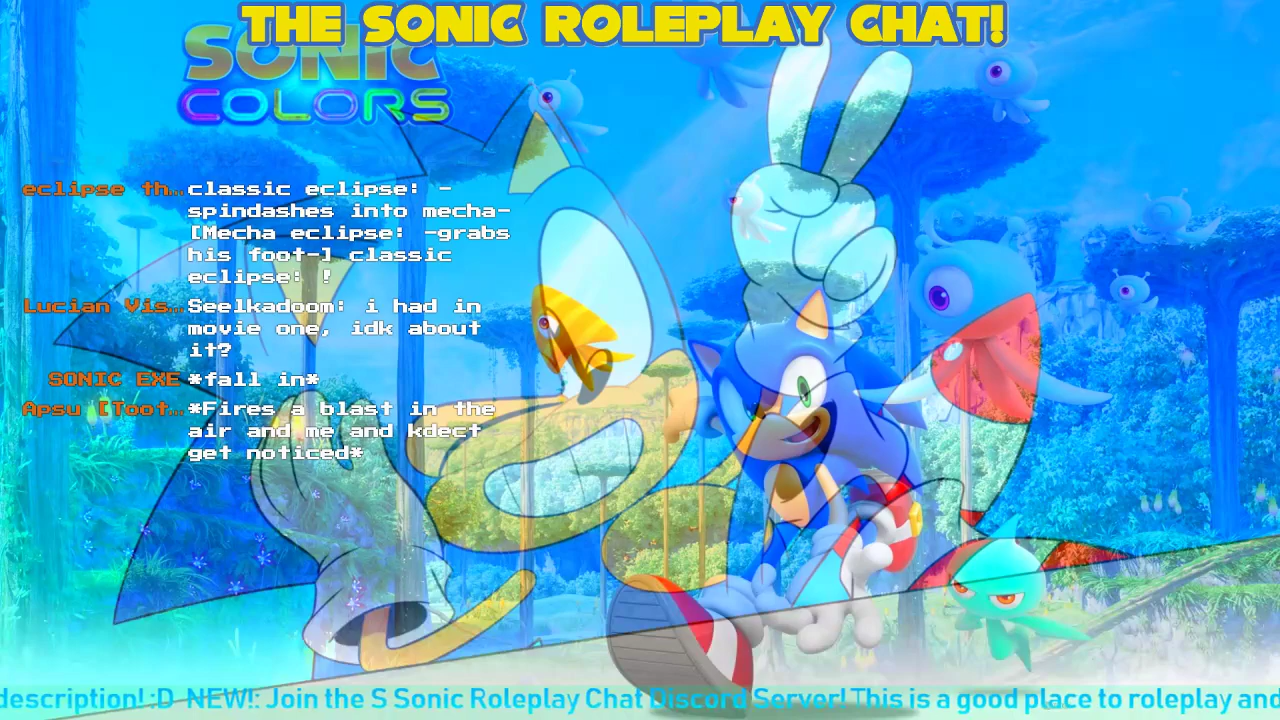 THE SONIC ROLEPLAY CHAT!
SONIC
COLORS
eclipse th... classic eclipse: -
spindashes into mecha-
[Mecha eclipse: -grabs
his foot-] classic
eclipse: !
Lucian Vis... Seelkadoom: i had in
movie one, idk about
it?
SONIC EXE *fall in*
Apsu [Toot... *Fires a blast in the
air and me and kdect
get noticed*
description! :D  NEW!: Join the S Sonic Roleplay Chat Discord Server! This is a good place to roleplay and